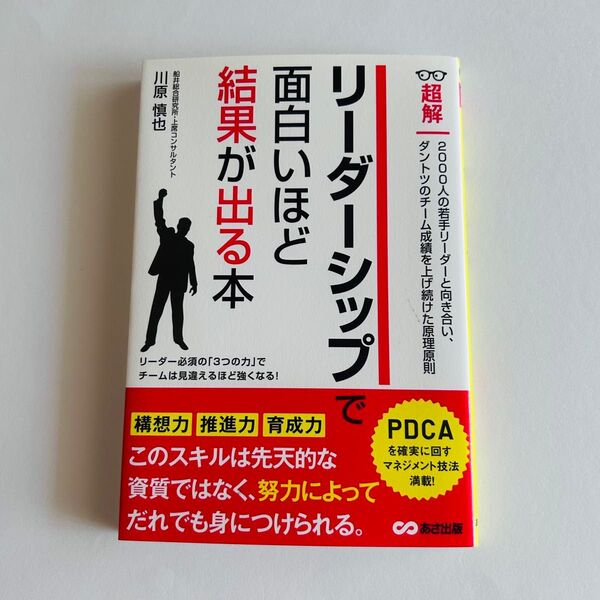 超解
2000人の若手リーダーと向き合い、
ダントツのチーム成績を上げ続けた原理原則
リーダーシップで
面白いほど
結果が出る本
船井総合研究所・上席コンサルタント
川原 慎也
リーダー必須の「3つの力」で
チームは見違えるほど強くなる!
構想力 推進力 育成力
このスキルは先天的な
資質ではなく、努力によって
だれでも身につけられる。
PDCA
を確実に回す
マネジメント技法
満載!
あさ出版